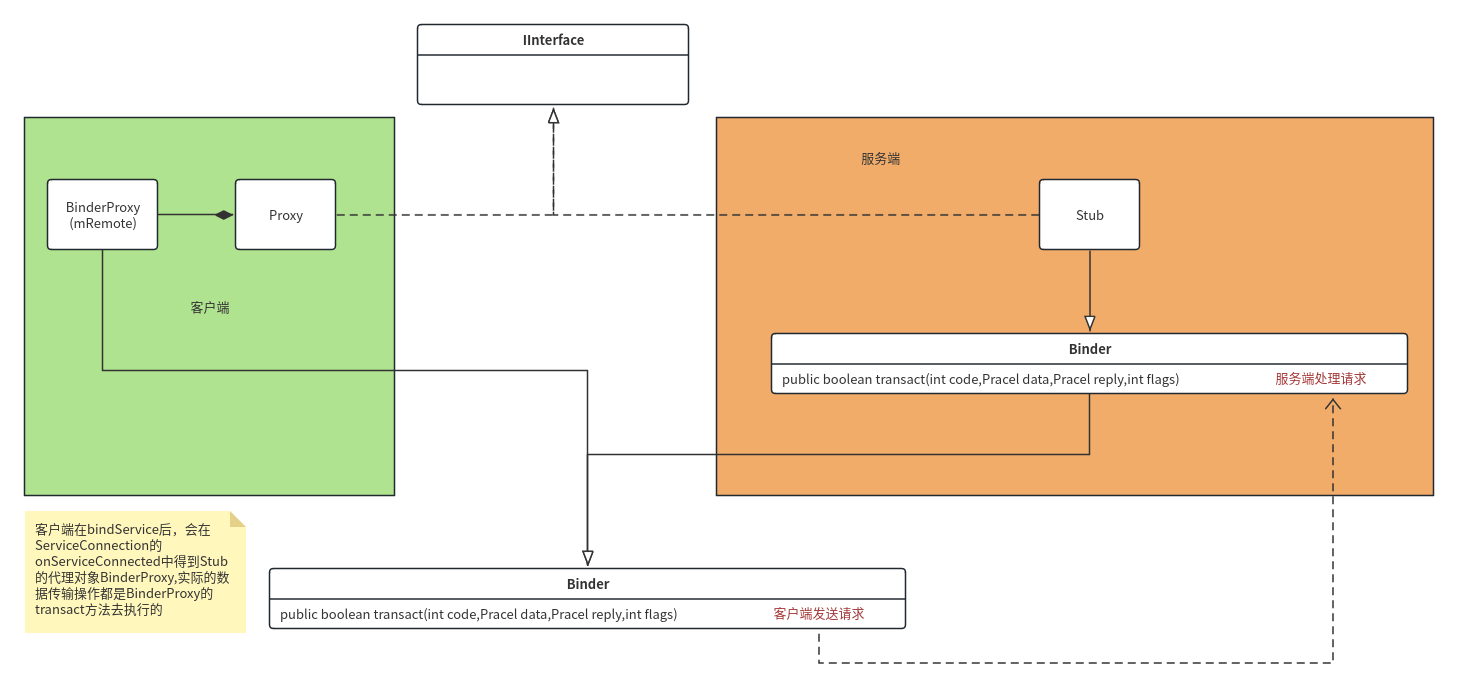 IInterface
服务端
BinderProxy
(mRemote)
Proxy
Stub
客户端
Binder
public boolean transact(int code,Pracel data,Pracel reply,int flags) 服务端处理请求
客户端在bindService后，会在
ServiceConnection的
onServiceConnected中得到Stub
的代理对象BinderProxy,实际的数
据传输操作都是BinderProxy的
transact方法去执行的
Binder
public boolean transact(int code,Pracel data,Pracel reply,int flags) 客户端发送请求